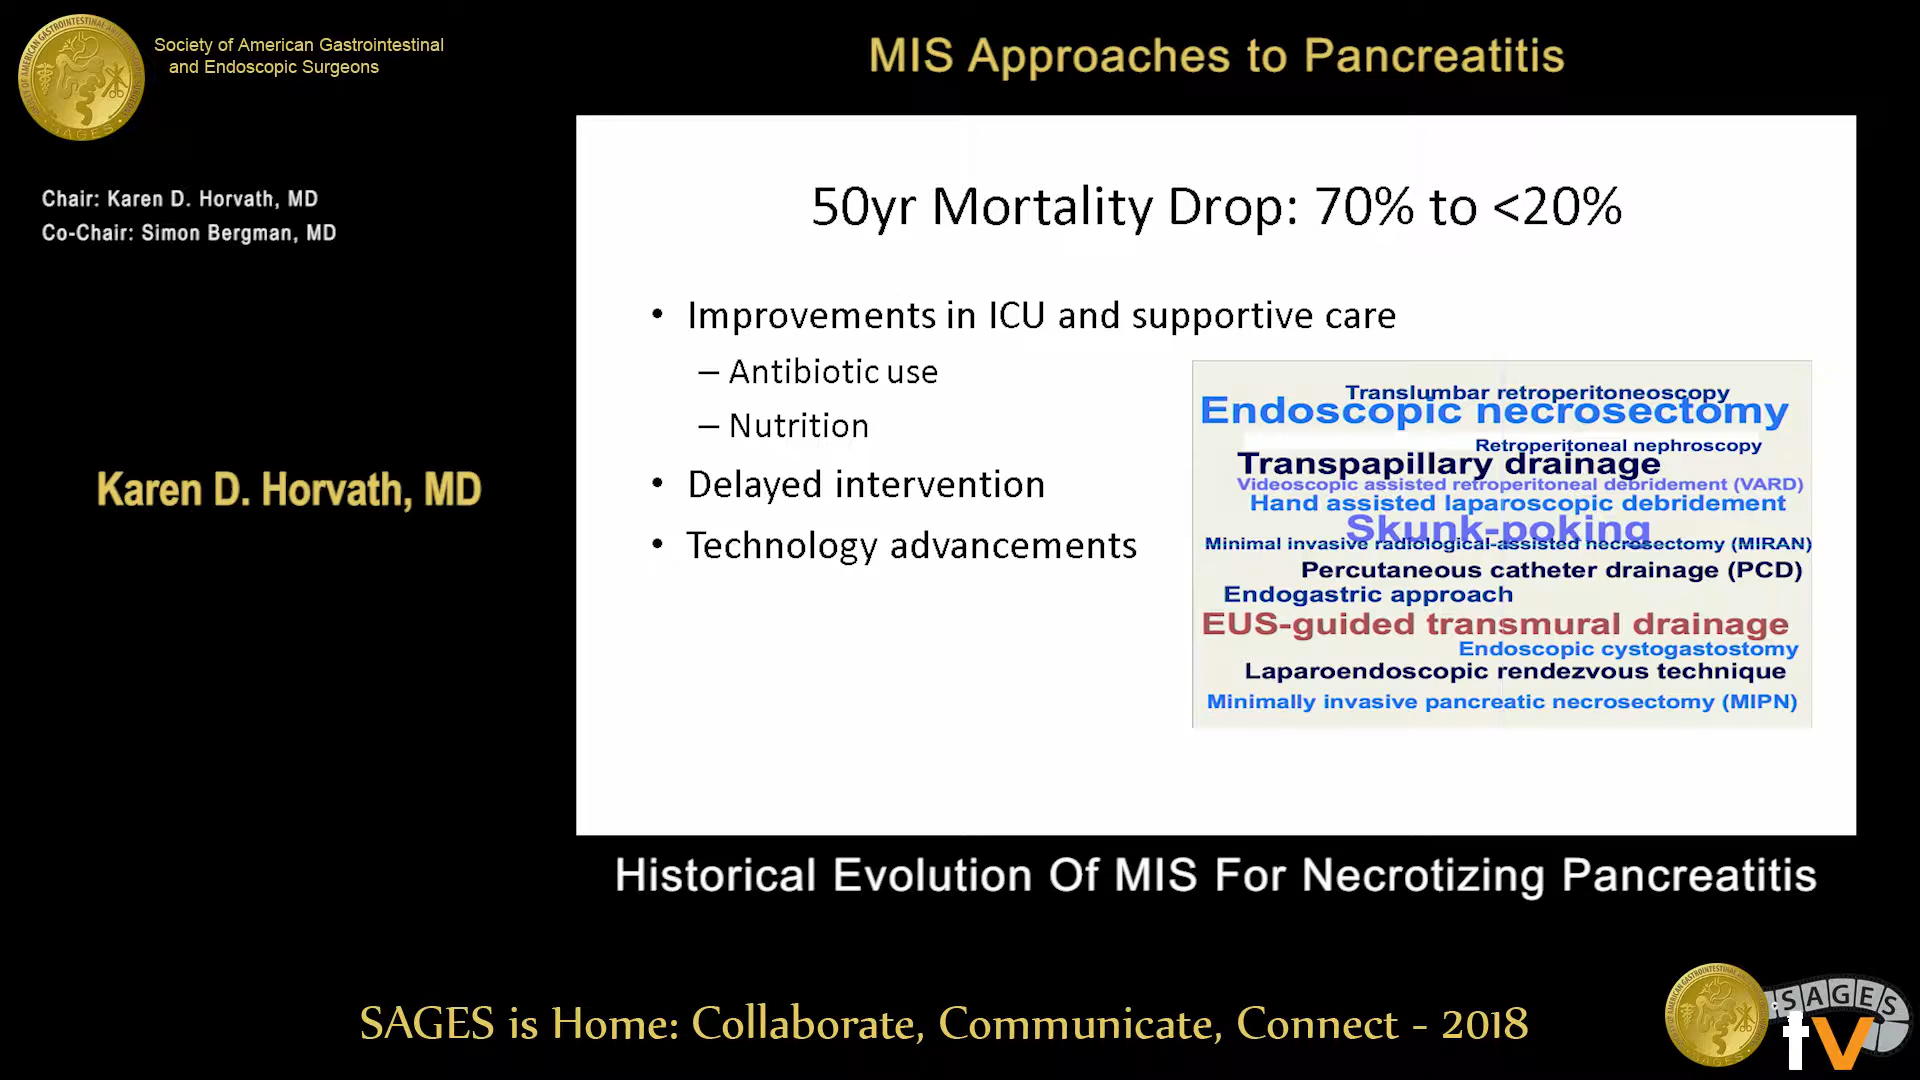 Society of American Gastrointestinal
and Endoscopic Surgeons
MIS Approaches to Pancreatitis
Chair: Karen D. Horvath, MD
Co-Chair: Simon Bergman, MD
Karen D. Horvath, MD
50yr Mortality Drop: 70% to <20%
• Improvements in ICU and supportive care
– Antibiotic use
– Nutrition
• Delayed intervention
• Technology advancements
Translumbar retroperitoneoscopy
Endoscopic necrosectomy
Retroperitoneal nephroscopy
Transpapillary drainage
Videoscopic assisted retroperitoneal debridement (VARD)
Hand assisted laparoscopic debridement
Skunk-poking
Minimal invasive radiological-assisted necrosectomy (MIRAN)
Percutaneous catheter drainage (PCD)
Endogastric approach
EUS-guided transmural drainage
Endoscopic cystogastostomy
Laparoendoscopic rendezvous technique
Minimally invasive pancreatic necrosectomy (MIPN)
Historical Evolution Of MIS For Necrotizing Pancreatitis
SAGES is Home: Collaborate, Communicate, Connect - 2018
SAGES
tv